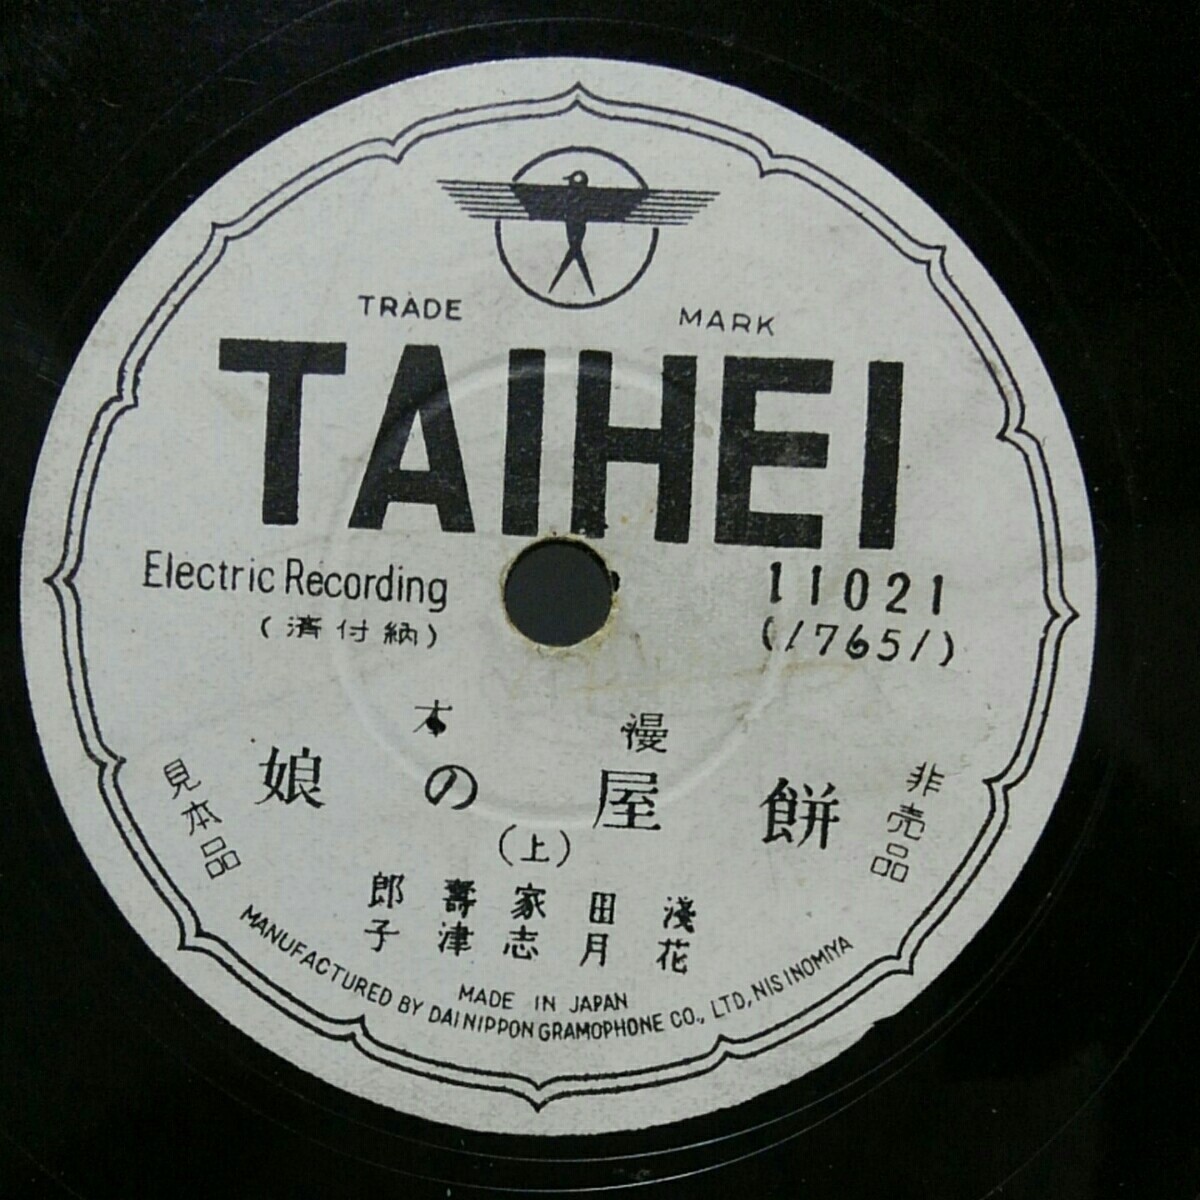 TRADE MARK
TAIHEI
Electric Recording
(納付済)
11021
(17651)
漫才
餅屋の娘
(上)
淺田家壽郎
花月志津子
非売品
見本品
MADE IN JAPAN
MANUFACTURED BY DAI NIPPON GRAMOPHONE CO., LTD, NISINOMIYA